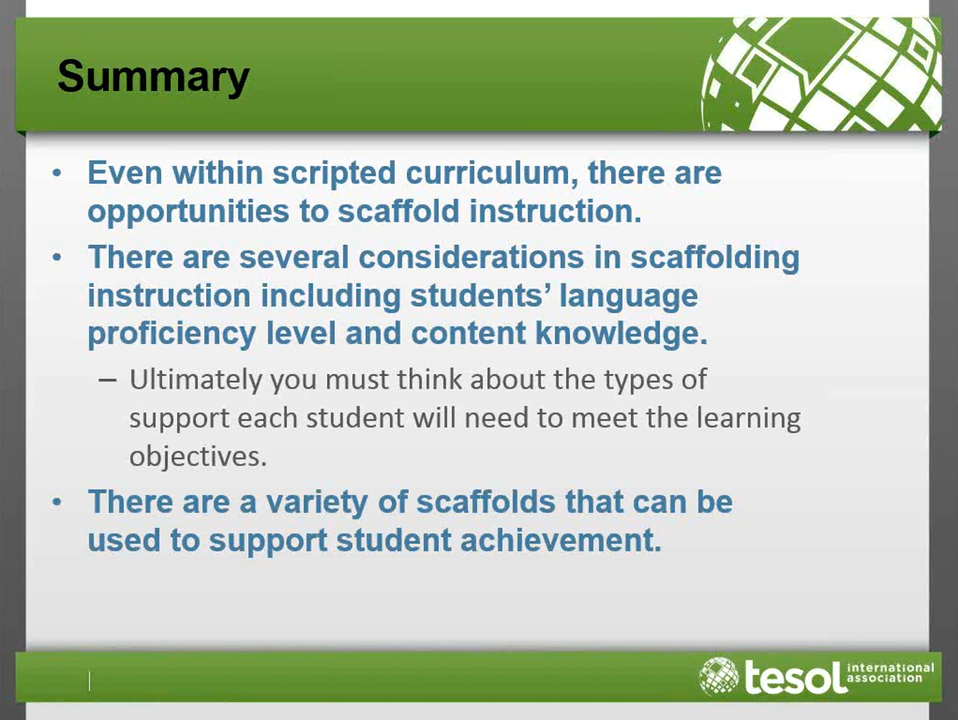 Summary
• Even within scripted curriculum, there are
opportunities to scaffold instruction.
• There are several considerations in scaffolding
instruction including students’ language
proficiency level and content knowledge.
– Ultimately you must think about the types of
support each student will need to meet the learning
objectives.
• There are a variety of scaffolds that can be
used to support student achievement.
tesol international
association